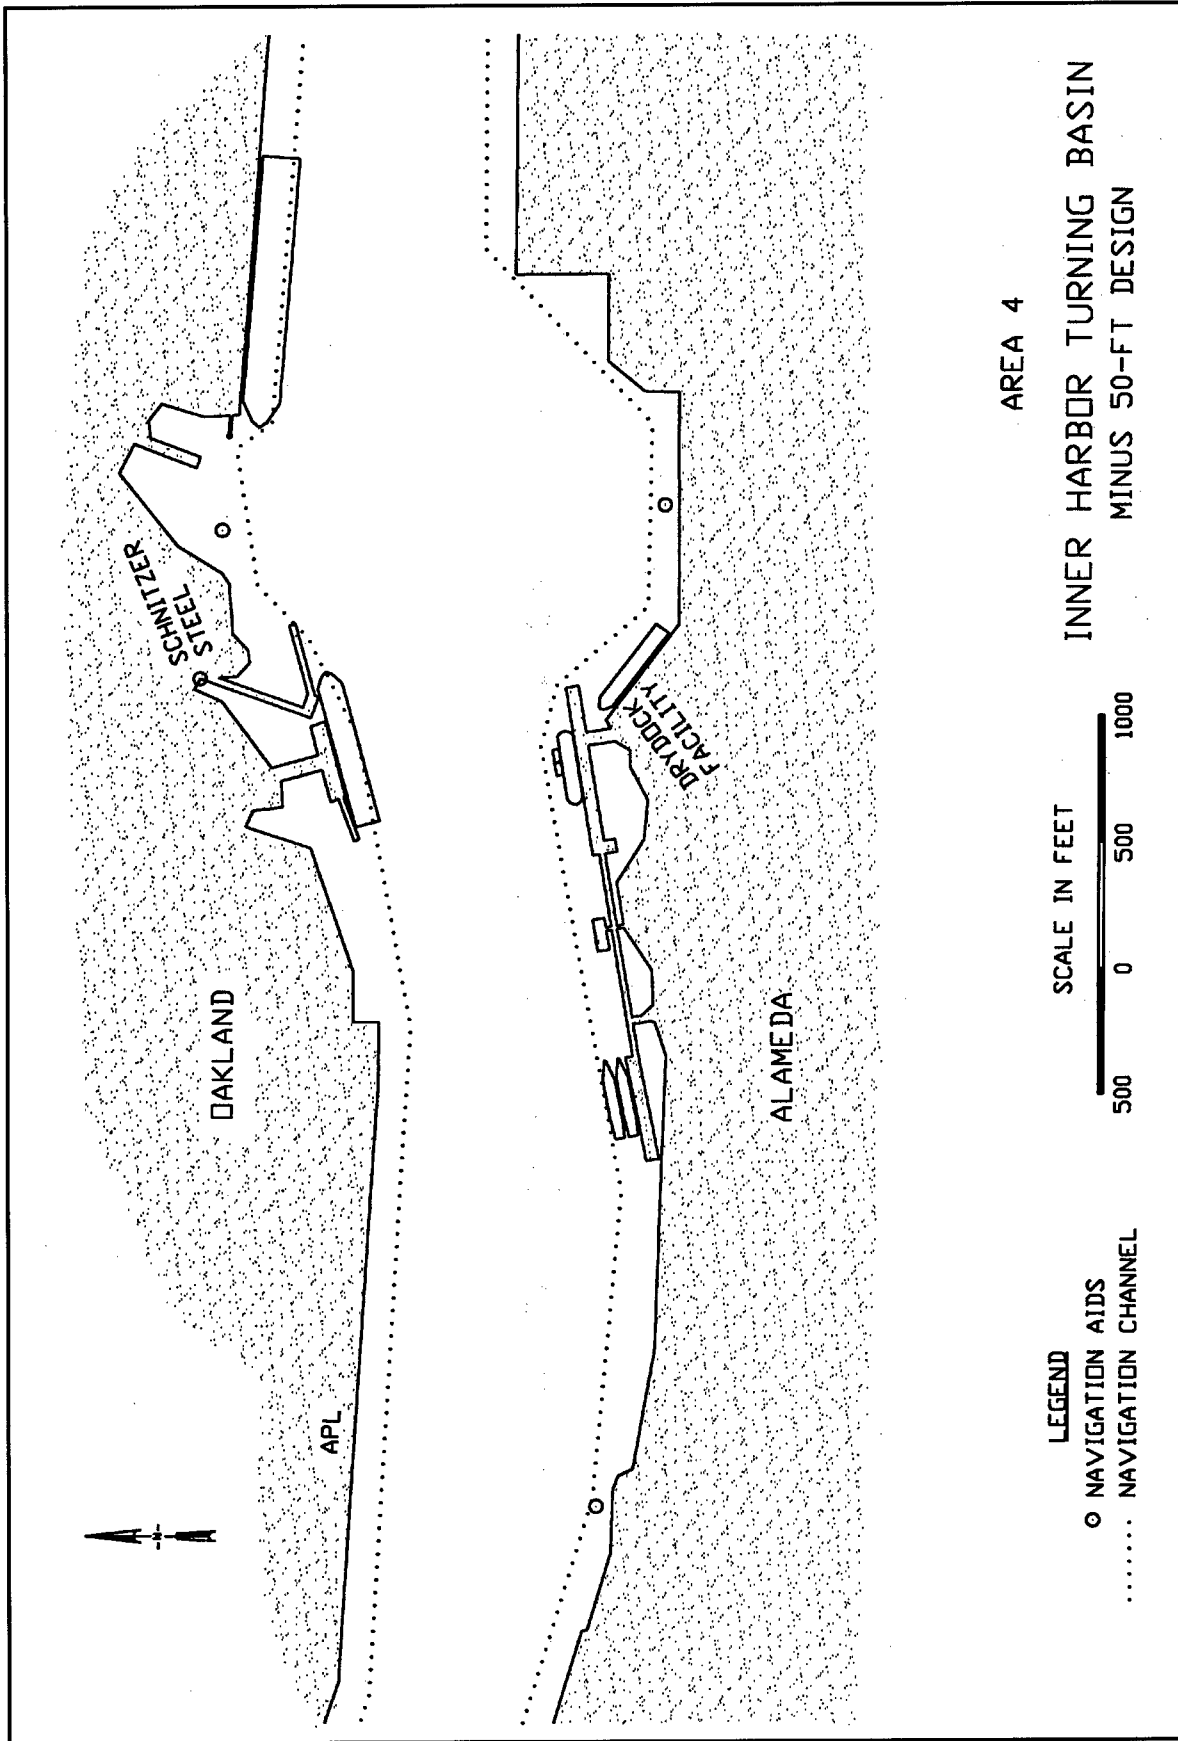 SCHNITZER
STEEL
OAKLAND
APL
DRYDOCK
FACILITY
ALAMEDA
-N-
LEGEND
NAVIGATION AIDS
...... NAVIGATION CHANNEL
SCALE IN FEET
500 0 500 1000
AREA 4
INNER HARBOR TURNING BASIN
MINUS 50-FT DESIGN